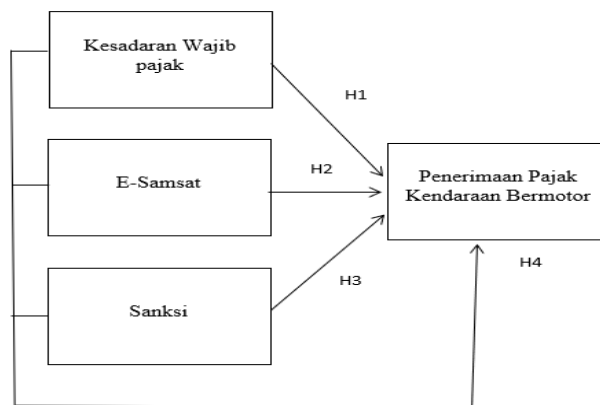 Kesadaran Wajib
pajak
H1
E-Samsat
H2
Penerimaan Pajak
Kendaraan Bermotor
Sanksi
H3
H4